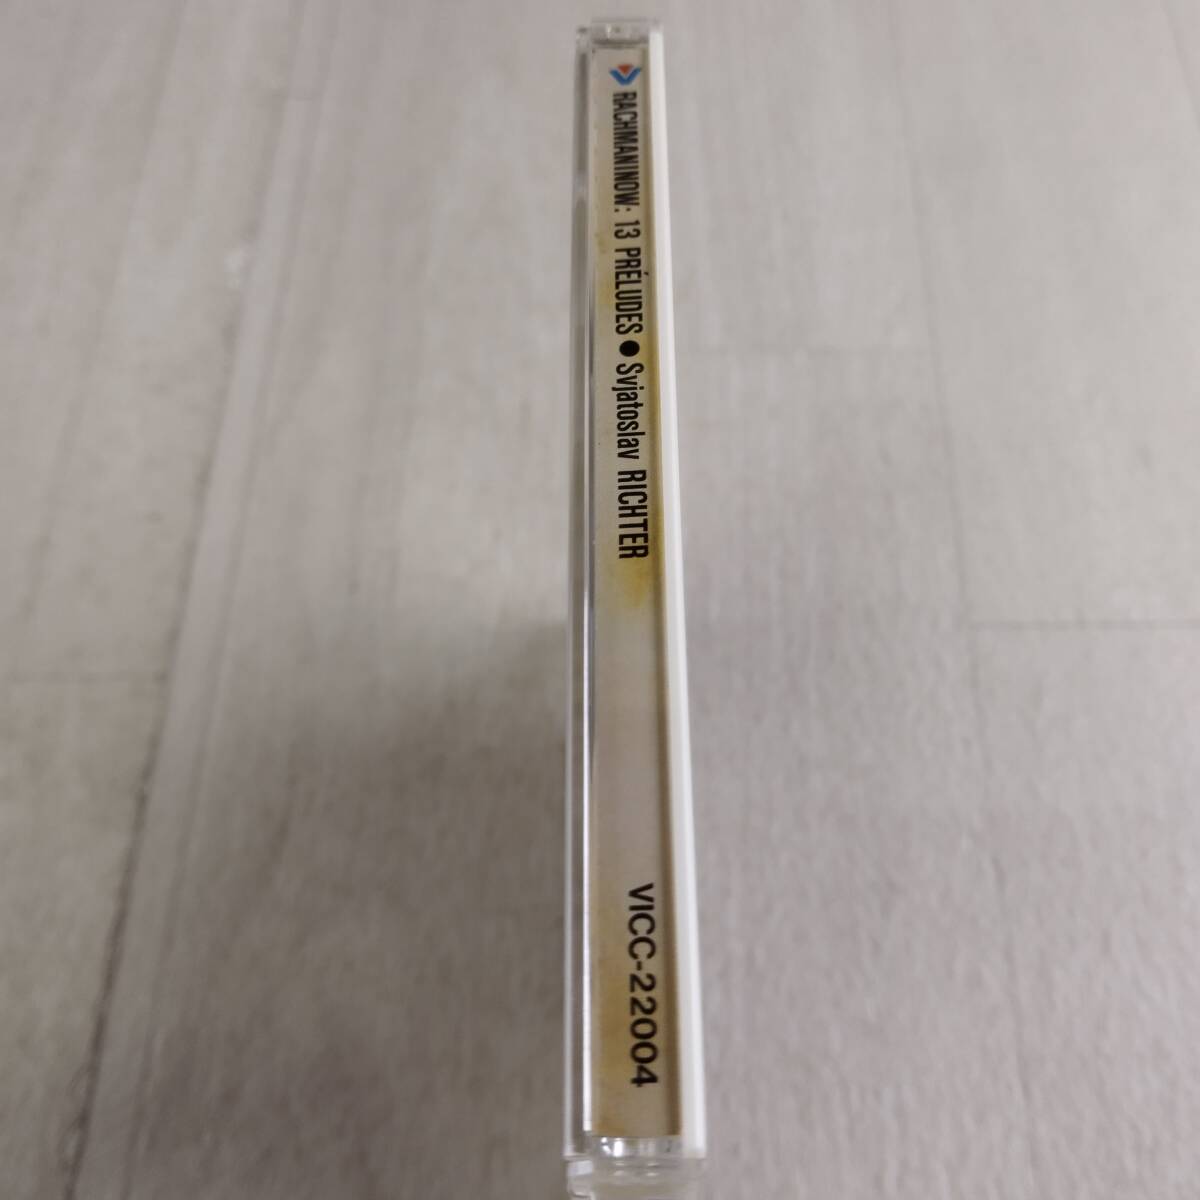 RACHMANINOW: 13 PRÉLUDES ● Svjatoslav RICHTER
VICC-22004